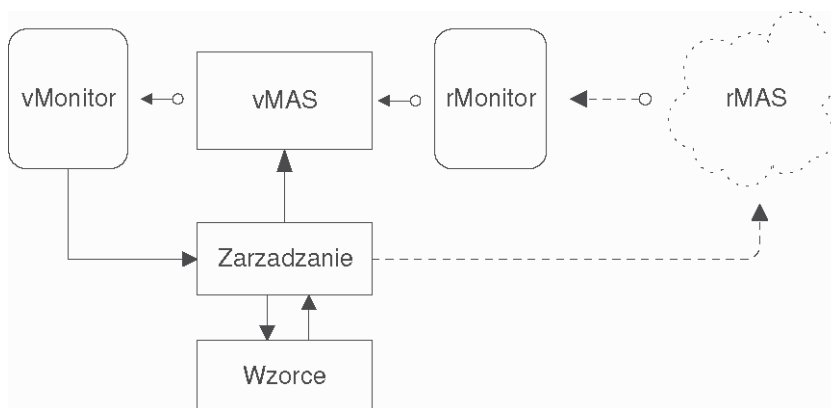 vMonitor
vMAS
rMonitor
rMAS
Zarzadzanie
Wzorce